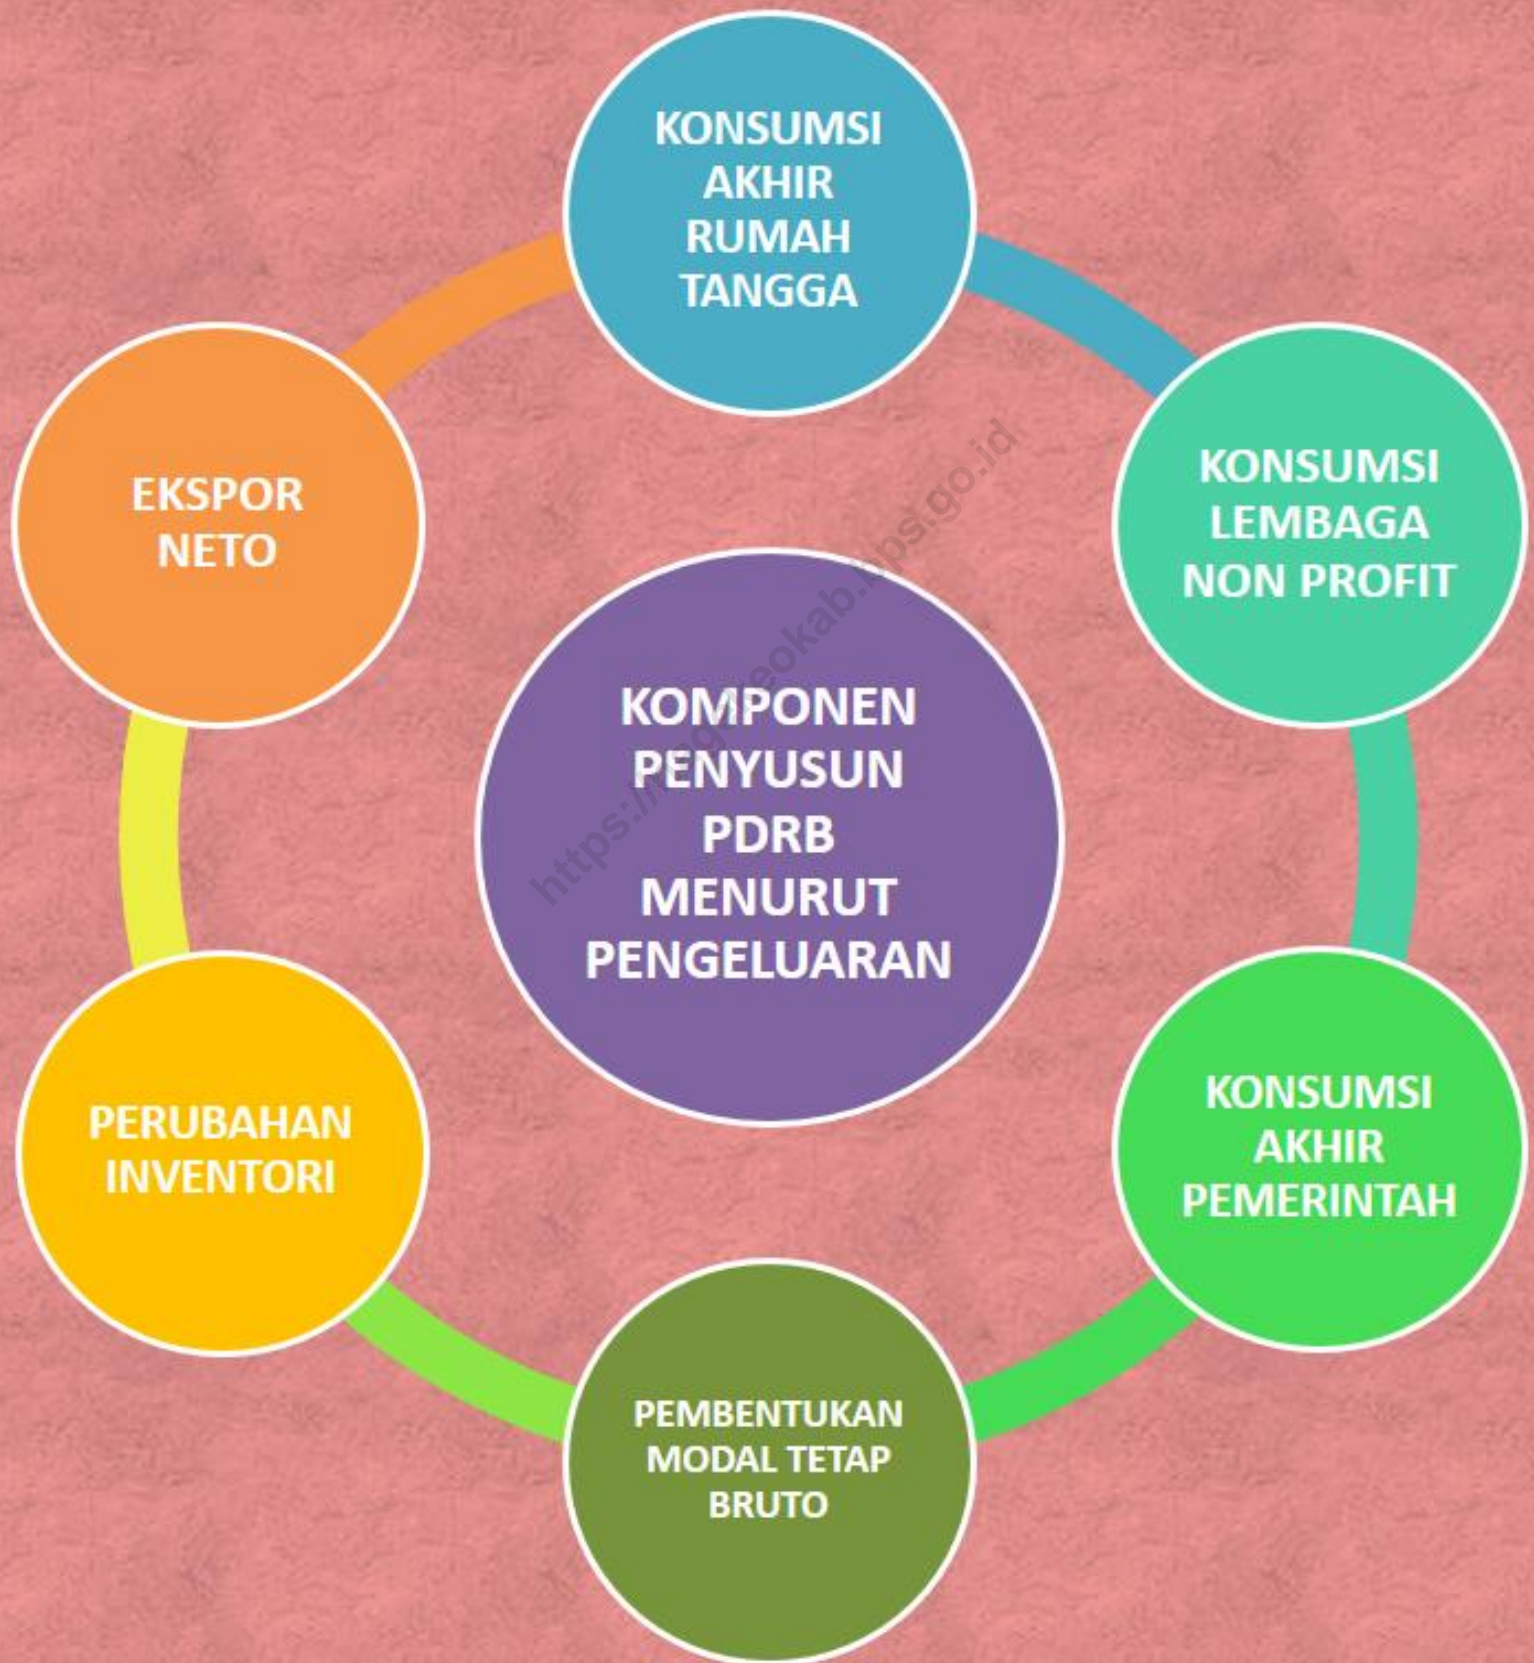 KONSUMSI
AKHIR
RUMAH
TANGGA
KONSUMSI
LEMBAGA
NON PROFIT
KONSUMSI
AKHIR
PEMERINTAH
PEMBENTUKAN
MODAL TETAP
BRUTO
PERUBAHAN
INVENTORI
EKSPOR
NETO
KOMPONEN
PENYUSUN
PDRB
MENURUT
PENGELUARAN